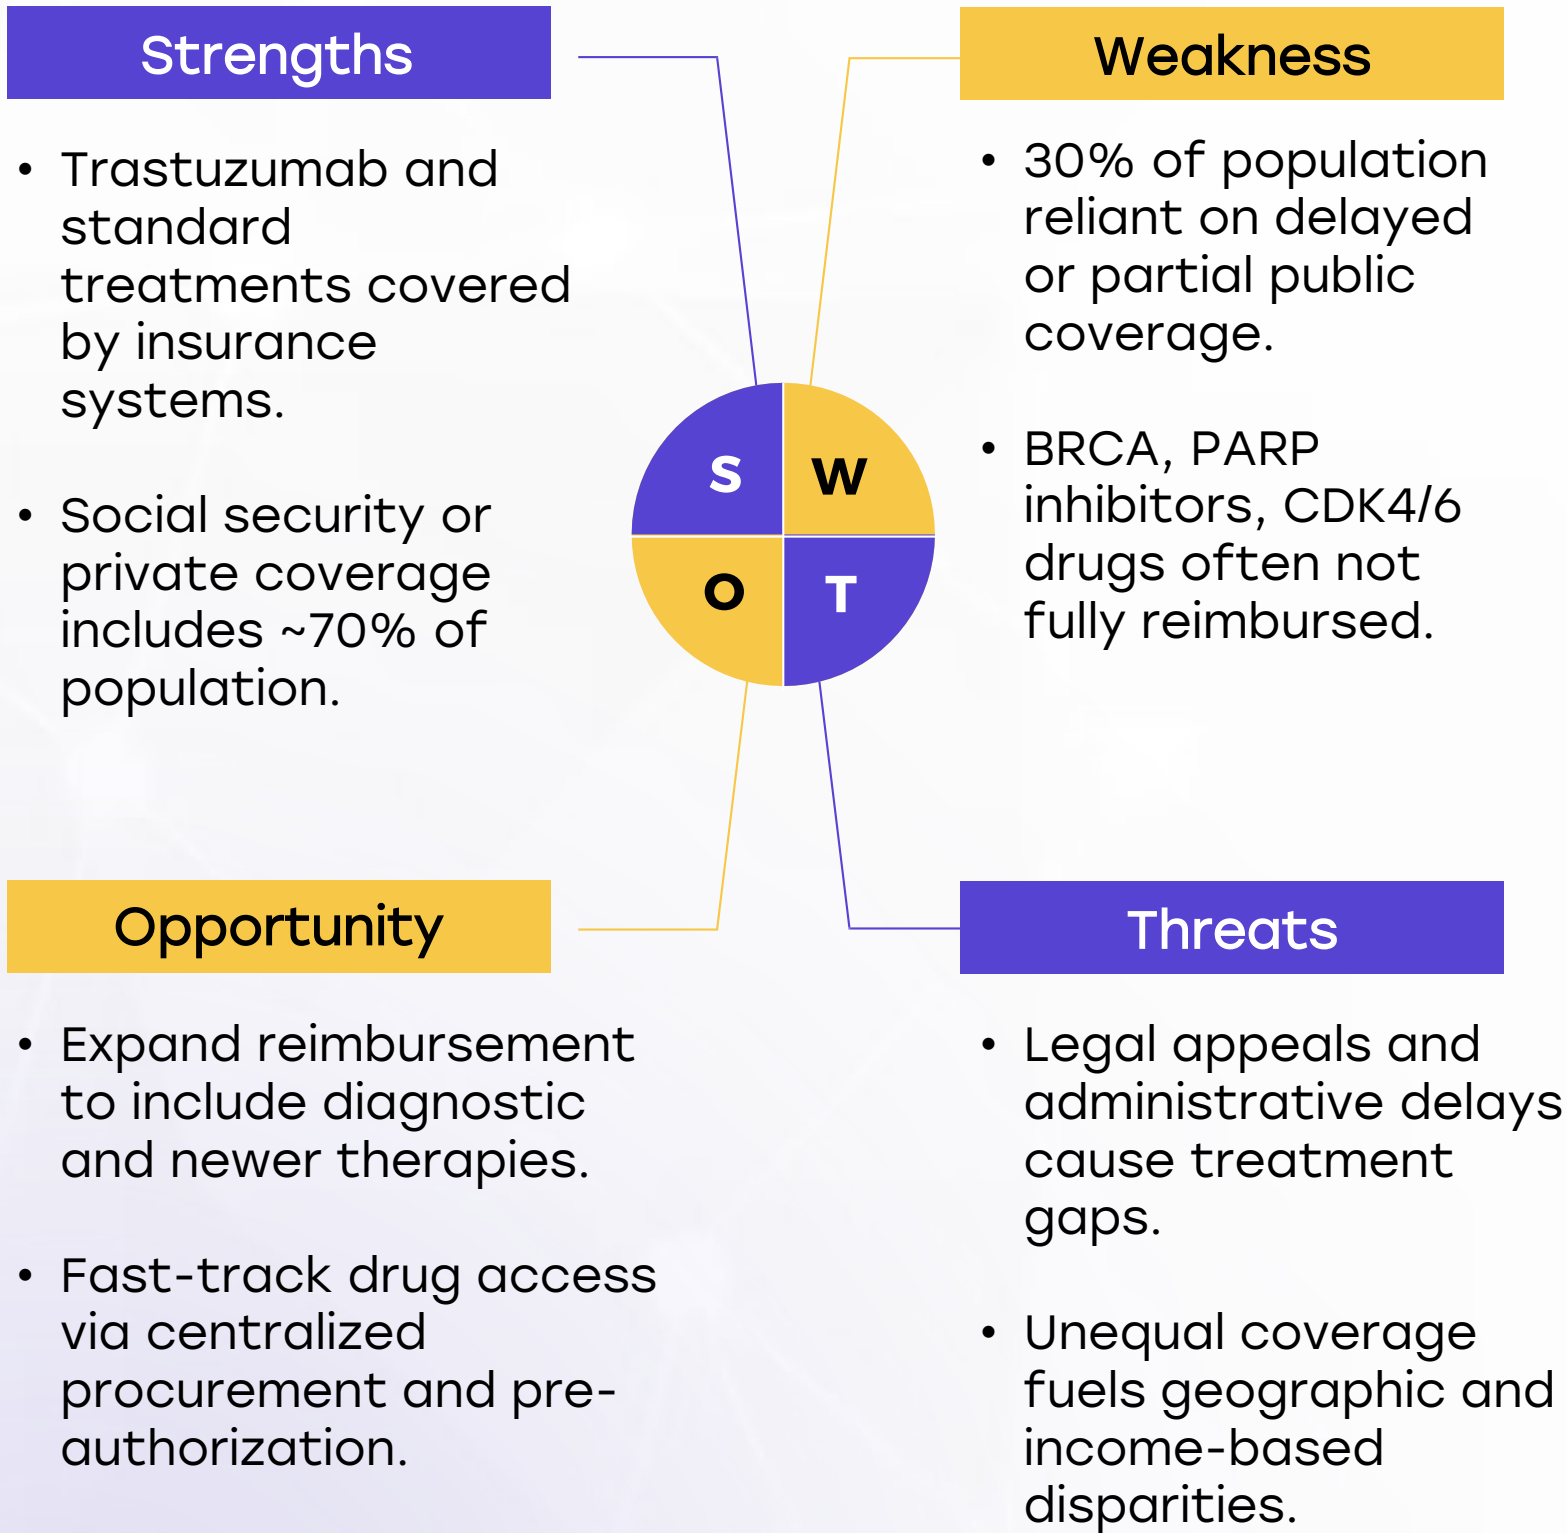 Strengths
• Trastuzumab and
standard
treatments covered
by insurance
systems.
• Social security or
private coverage
includes ~70% of
population.
Weakness
• 30% of population
reliant on delayed
or partial public
coverage.
• BRCA, PARP
inhibitors, CDK4/6
drugs often not
fully reimbursed.
S
W
O
T
Opportunity
• Expand reimbursement
to include diagnostic
and newer therapies.
• Fast-track drug access
via centralized
procurement and pre-
authorization.
Threats
• Legal appeals and
administrative delays
cause treatment
gaps.
• Unequal coverage
fuels geographic and
income-based
disparities.